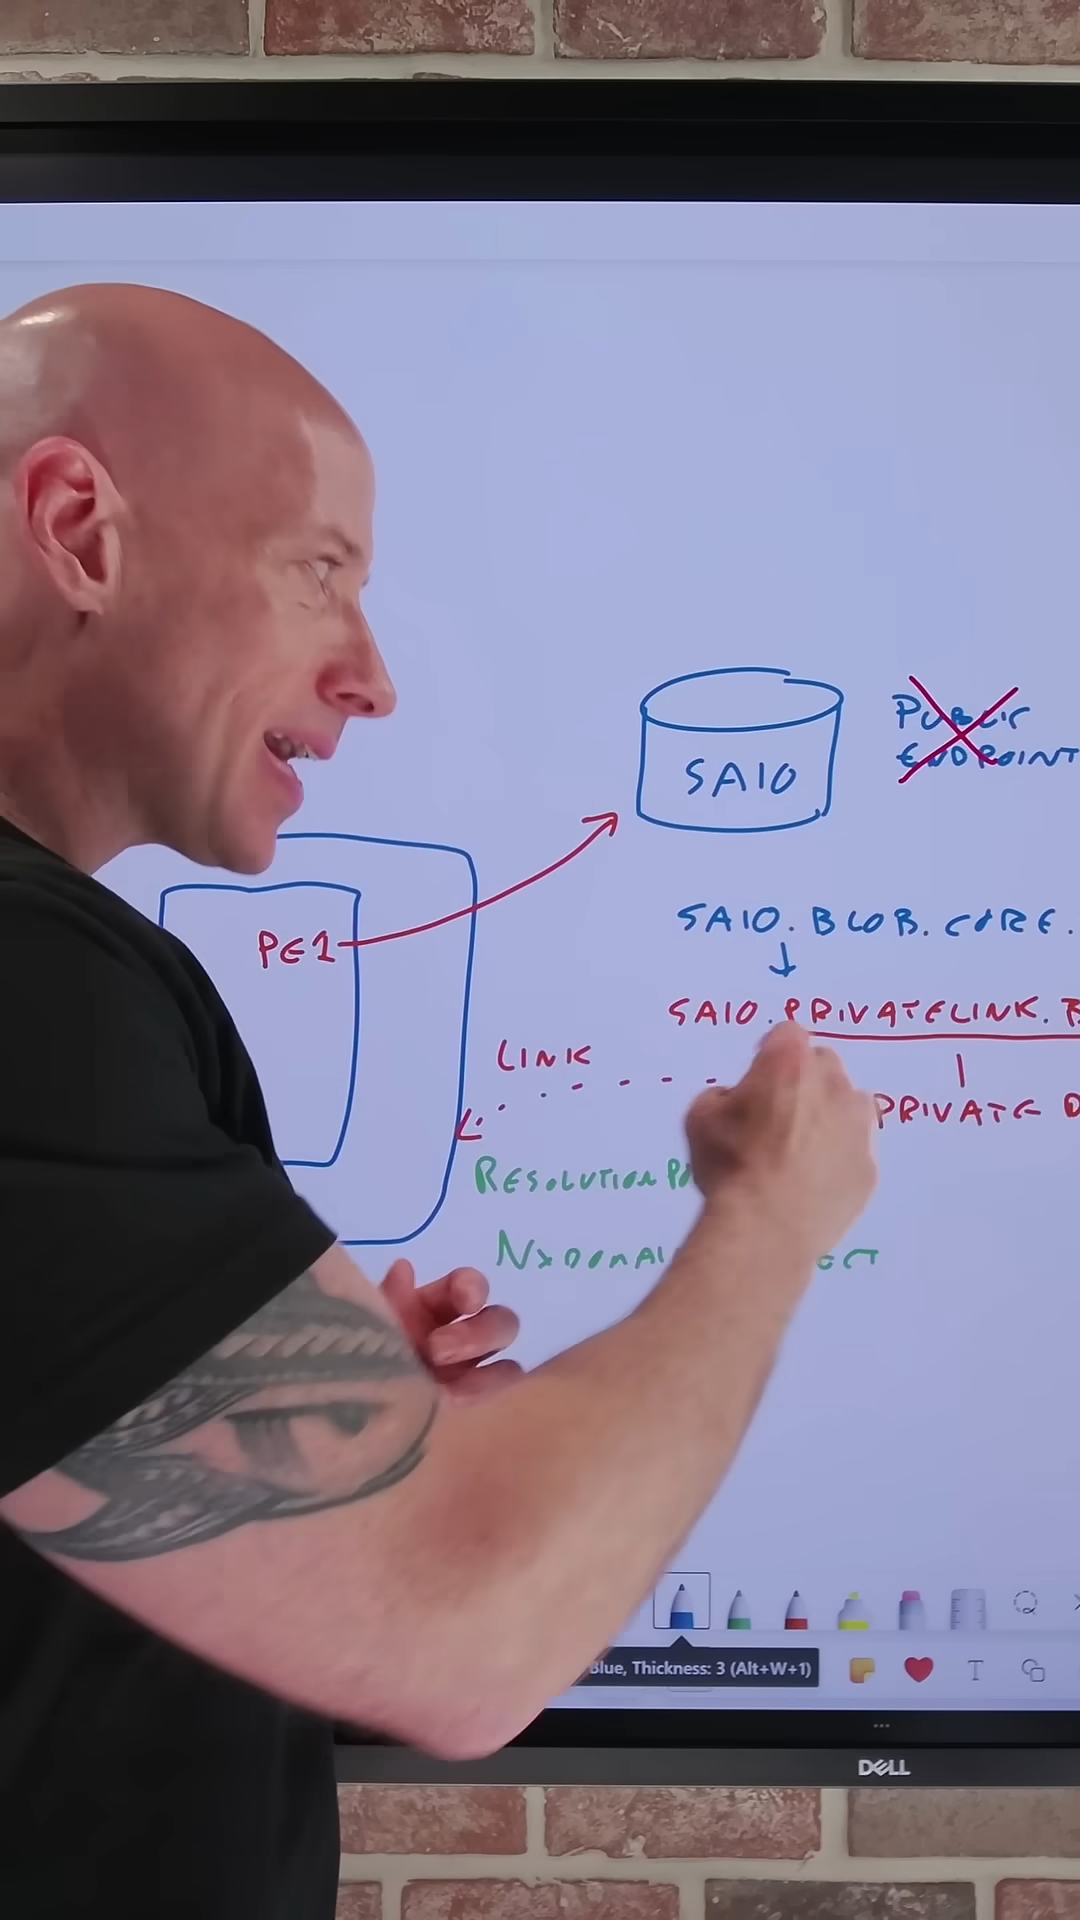 PUBLIC
ENDPOINT
SA10
PE1
SA10.BLOB.CORE.
SA10.PRIVATELINK.
LINK
PRIVATE
RESOLUTION
Blue, Thickness: 3 (Alt+W+1)
T
DELL